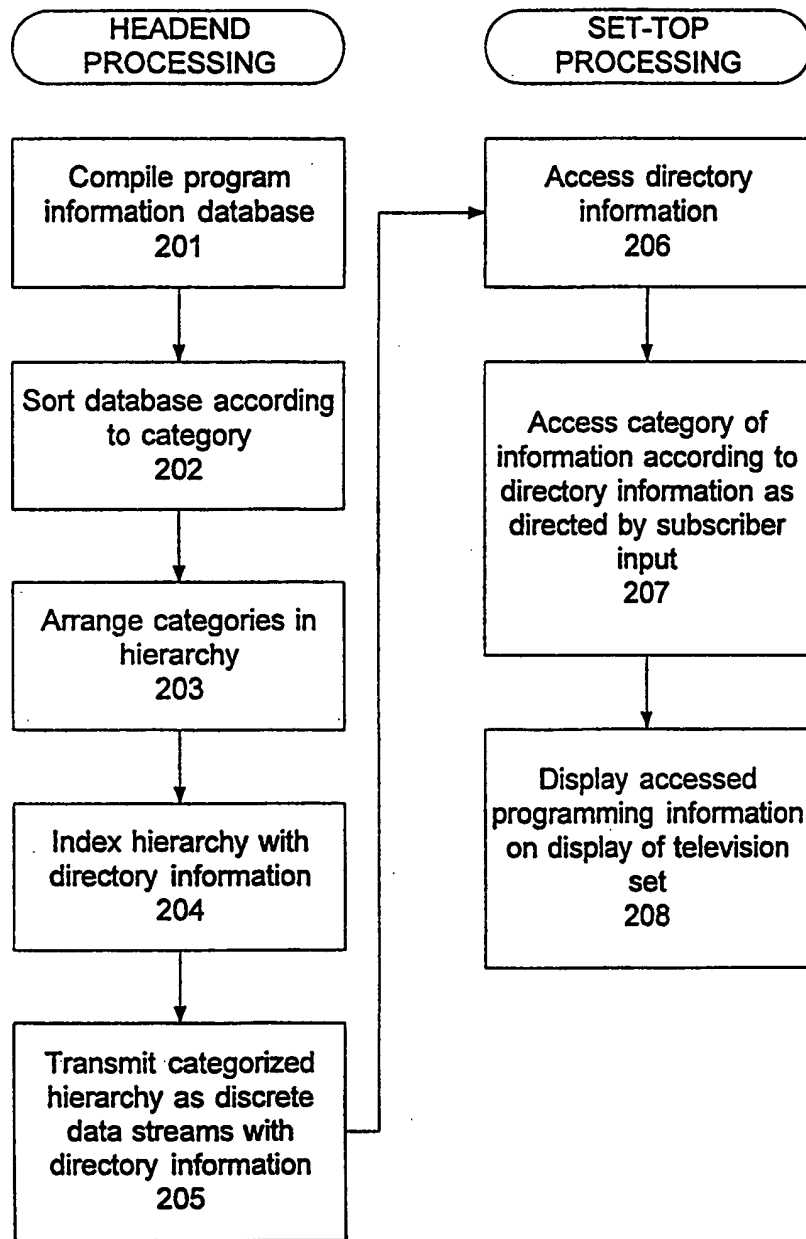 HEADEND
PROCESSING
Compile program
information database
201
Sort database according
to category
202
Arrange categories in
hierarchy
203
Index hierarchy with
directory information
204
Transmit categorized
hierarchy as discrete
data streams with
directory information
205
SET-TOP
PROCESSING
Access directory
information
206
Access category of
information according to
directory information as
directed by subscriber
input
207
Display accessed
programming information
on display of television
set
208